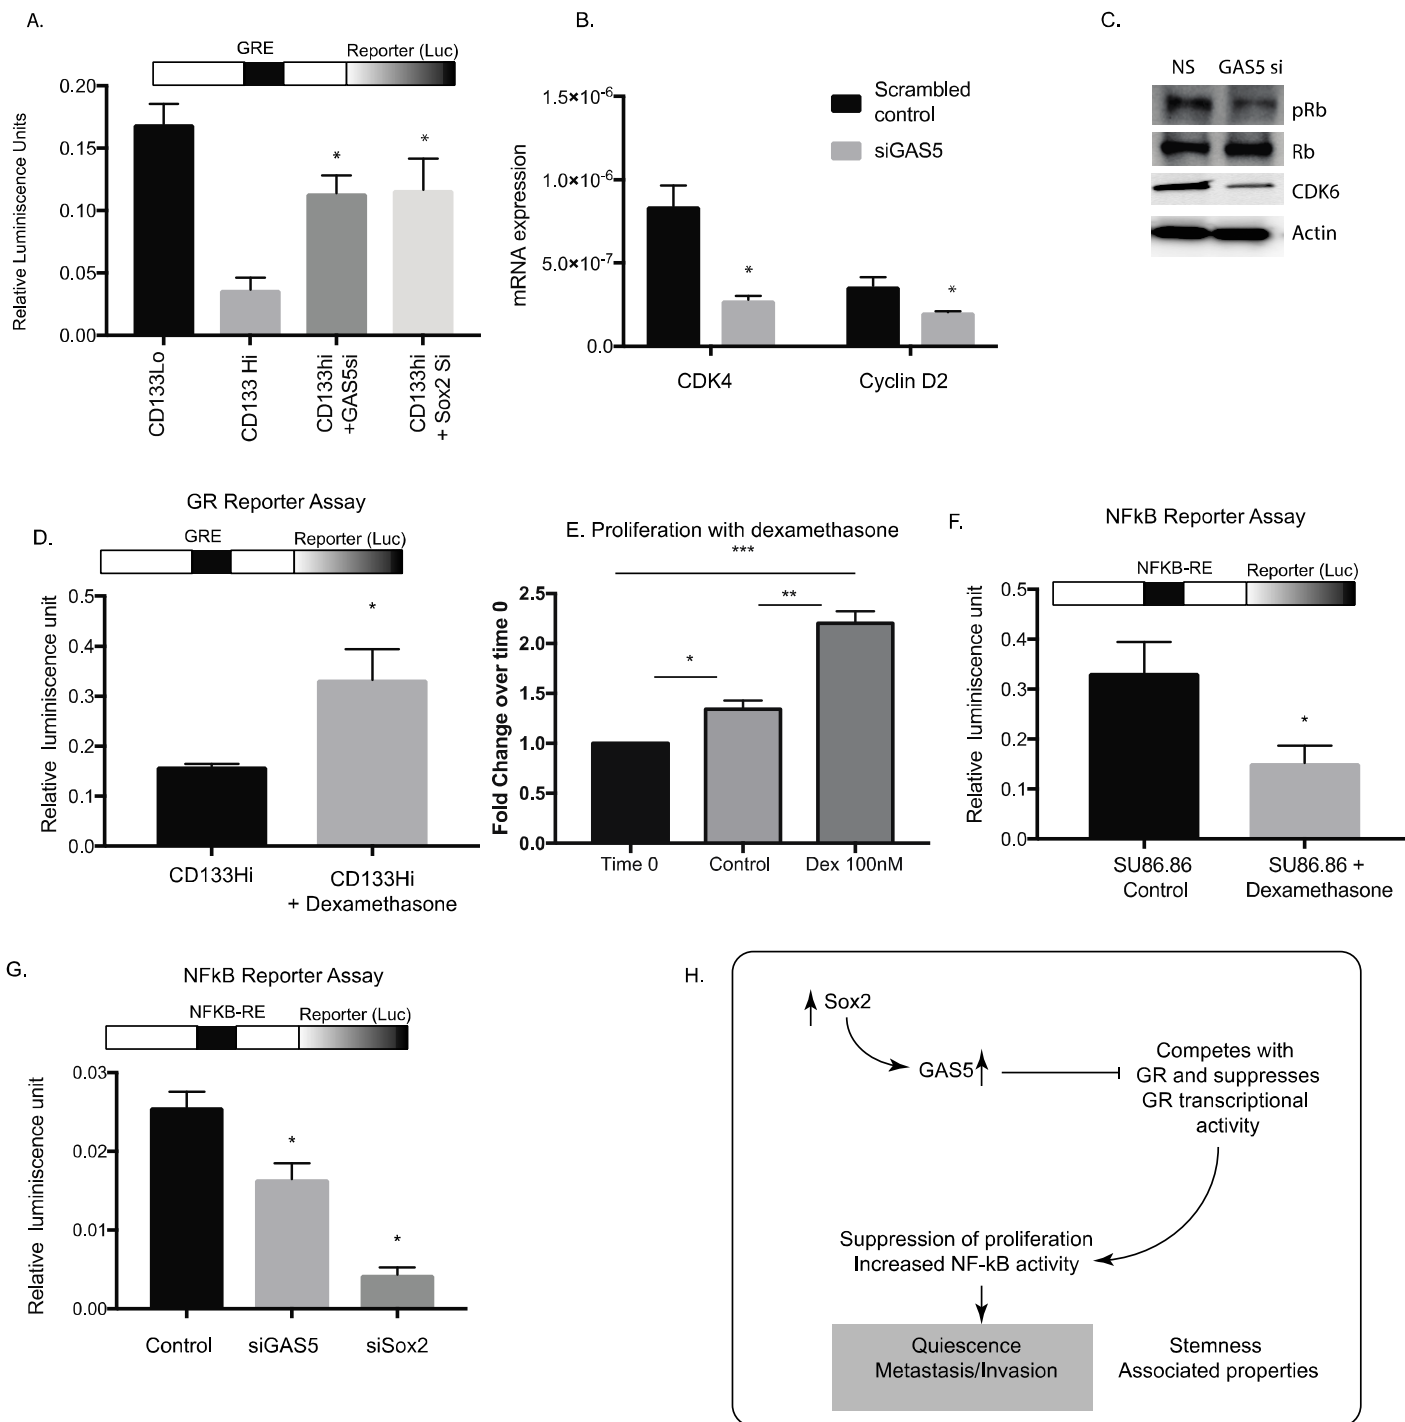 A.
GRE
Reporter (Luc)
Relative Luminiscence Units
0.20
0.15
0.10
0.05
0.00
*
*
CD133Lo
CD133 Hi
CD133hi
+GAS5si
CD133hi
+ Sox2 Si
B.
mRNA expression
1.5×10-6
1.0×10-6
5.0×10-7
0.0
Scrambled
control
siGAS5
*
*
CDK4
Cyclin D2
C.
NS
GAS5 si
pRb
Rb
CDK6
Actin
D.
GR Reporter Assay
GRE
Reporter (Luc)
Relative luminiscence unit
0.5
0.4
0.3
0.2
0.1
0.0
*
CD133Hi
CD133Hi
+ Dexamethasone
E. Proliferation with dexamethasone
***
**
*
Fold Change over time 0
2.5
2.0
1.5
1.0
0.5
0.0
Time 0
Control
Dex 100nM
F.
NFkB Reporter Assay
NFKB-RE
Reporter (Luc)
Relative luminiscence unit
0.5
0.4
0.3
0.2
0.1
0.0
*
SU86.86
Control
SU86.86 +
Dexamethasone
G.
NFkB Reporter Assay
NFKB-RE
Reporter (Luc)
Relative luminiscence unit
0.03
0.02
0.01
0.00
*
*
Control
siGAS5
siSox2
H.
Sox2
GAS5
Competes with
GR and suppresses
GR transcriptional
activity
Suppression of proliferation
Increased NF-kB activity
Quiescence
Metastasis/Invasion
Stemness
Associated properties